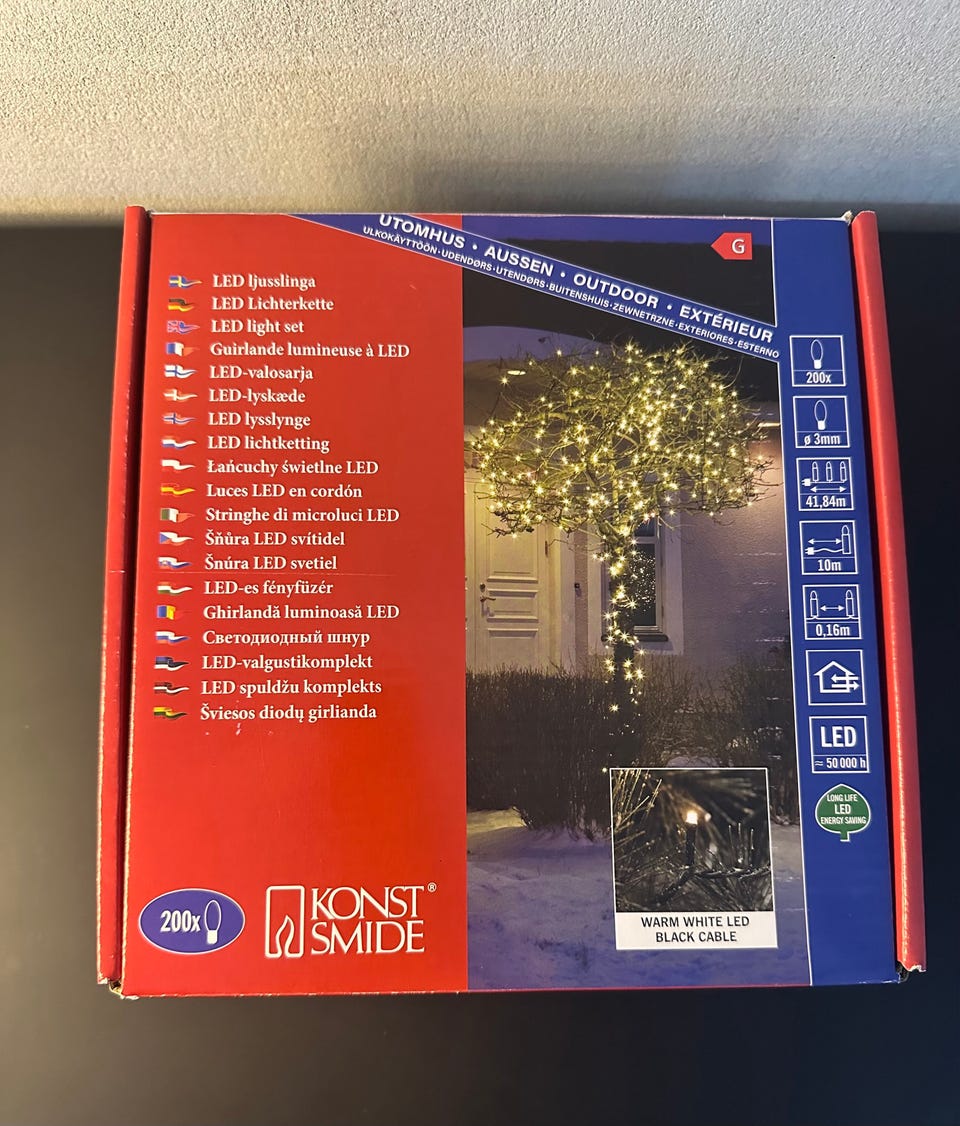 UTOMHUS • AUSSEN • OUTDOOR • EXTÉRIEUR
ULKOKÄYTTÖÖN·UDENDØRS·UTENDØRS·BUITENSHUIS·ZEWNETRZNE·EXTERIORES·ESTERNO
G
LED ljusslinga
LED Lichterkette
LED light set
Guirlande lumineuse à LED
LED-valosarja
LED-lyskæde
LED lysslynge
LED lichtketting
Łańcuchy świetlne LED
Luces LED en cordón
Stringhe di microluci LED
Šňůra LED svítidel
Šnúra LED svetiel
LED-es fényfüzér
Ghirlandă luminoasă LED
Светодиодный шнур
LED-valgustikomplekt
LED spuldžu komplekts
Šviesos diodų girlianda
200x
ø 3mm
41,84m
10m
0,16m
LED
≈ 50 000 h
LONG LIFE
LED
ENERGY SAVING
200x
KONST
SMIDE®
WARM WHITE LED
BLACK CABLE